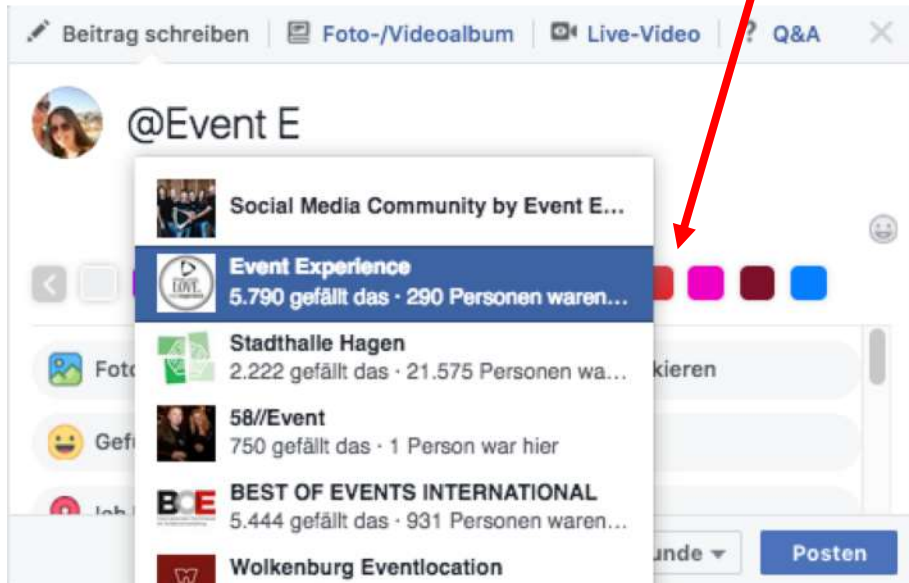 Beitrag schreiben Foto-/Videoalbum Live-Video ? Q&A
@Event E
Social Media Community by Event E...
Event Experience
5.790 gefällt das · 290 Personen waren...
Stadthalle Hagen
2.222 gefällt das · 21.575 Personen wa...
Foto kieren
58//Event
750 gefällt das · 1 Person war hier
Gefü
BEST OF EVENTS INTERNATIONAL
5.444 gefällt das · 931 Personen waren...
unde Posten
Wolkenburg Eventlocation